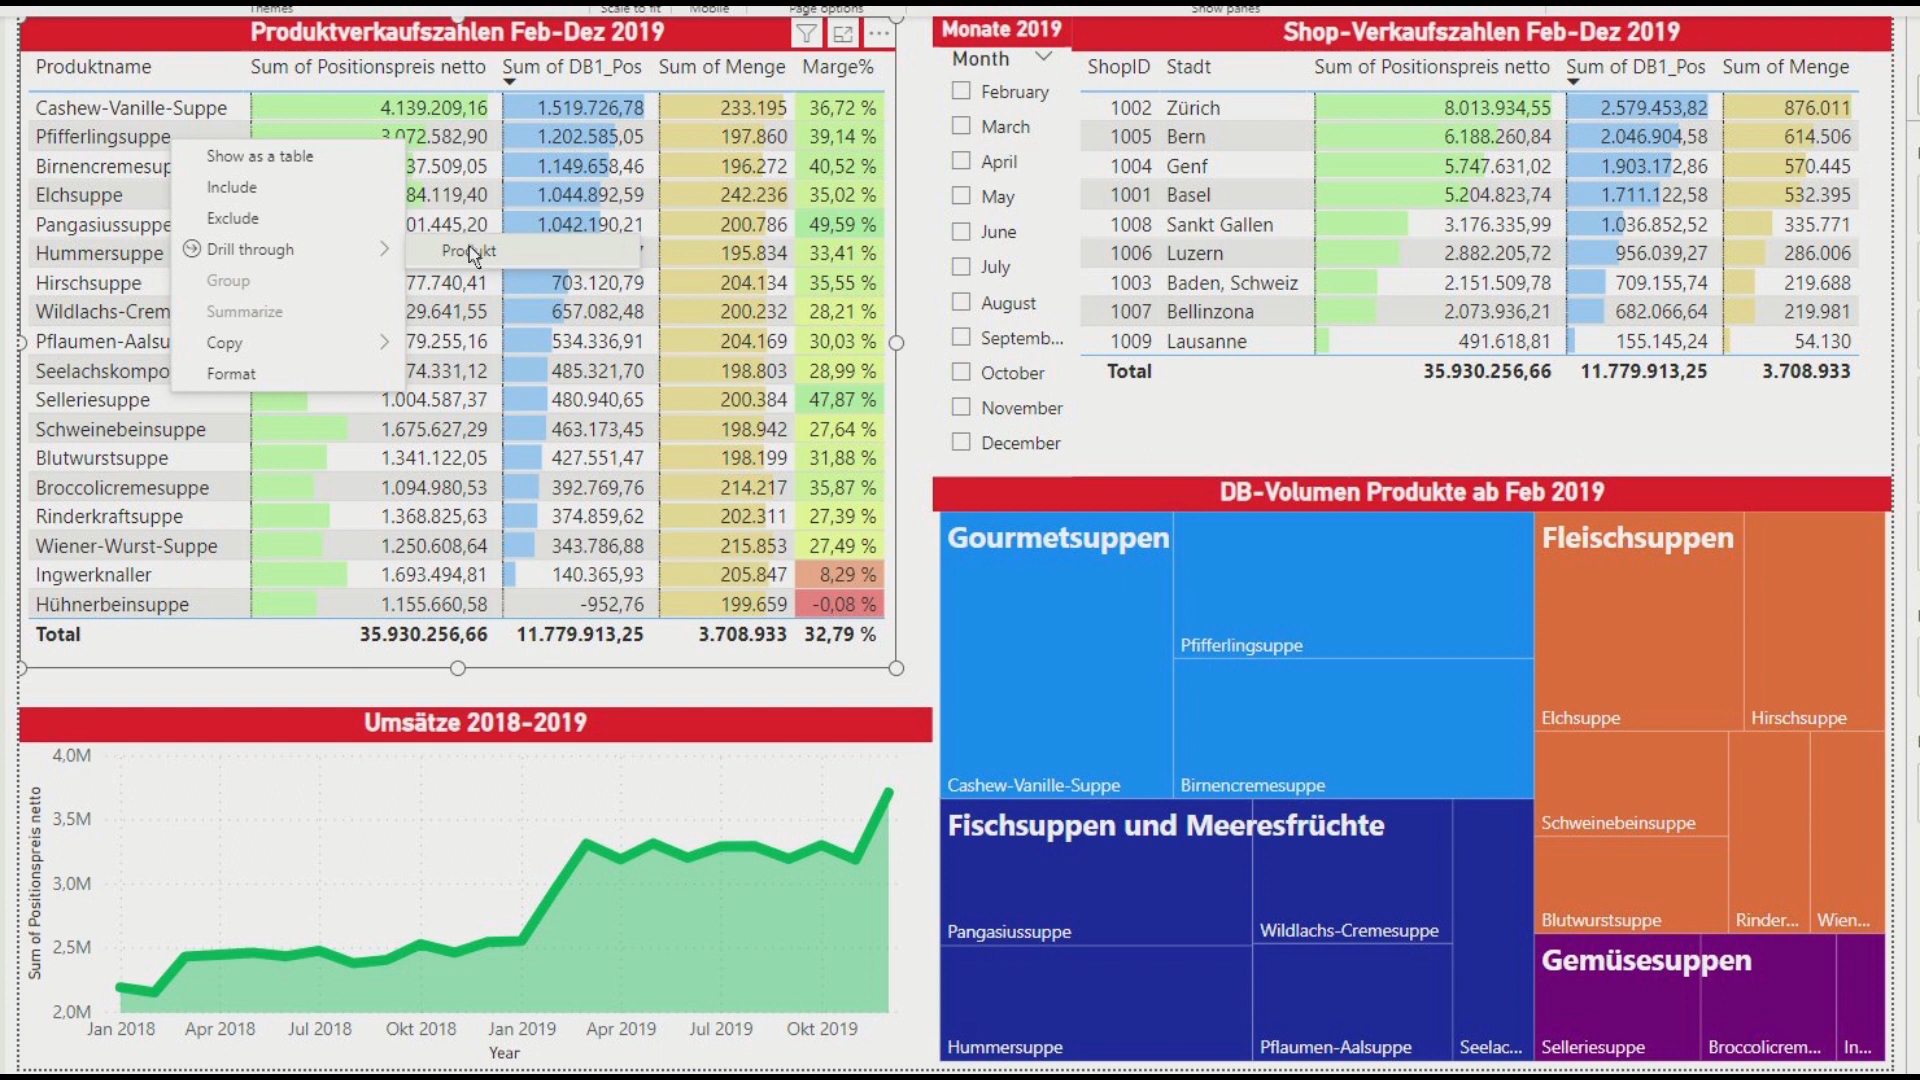 Themes
Scale to fit
Mobile
Page options
Show panes
Produktverkaufszahlen Feb-Dez 2019
Produktname Sum of Positionspreis netto Sum of DB1_Pos Sum of Menge Marge%
Cashew-Vanille-Suppe 4.139.209,16 1.519.726,78 233.195 36,72 %
Pfifferlingsuppe 3.072.582,90 1.202.585,05 197.860 39,14 %
Birnencremesup 37.509,05 1.149.658,46 196.272 40,52 %
Elchsuppe 84.119,40 1.044.892,59 242.236 35,02 %
Pangasiussuppe 01.445,20 1.042.190,21 200.786 49,59 %
Hummersuppe 195.834 33,41 %
Hirschsuppe 77.740,41 703.120,79 204.134 35,55 %
Wildlachs-Crem 29.641,55 657.082,48 200.232 28,21 %
Pflaumen-Aalsu 79.255,16 534.336,91 204.169 30,03 %
Seelachskompo 74.331,12 485.321,70 198.803 28,99 %
Selleriesuppe 1.004.587,37 480.940,65 200.384 47,87 %
Schweinebeinsuppe 1.675.627,29 463.173,45 198.942 27,64 %
Blutwurstsuppe 1.341.122,05 427.551,47 198.199 31,88 %
Broccolicremesuppe 1.094.980,53 392.769,76 214.217 35,87 %
Rinderkraftsuppe 1.368.825,63 374.859,62 202.311 27,39 %
Wiener-Wurst-Suppe 1.250.608,64 343.786,88 215.853 27,49 %
Ingwerknaller 1.693.494,81 140.365,93 205.847 8,29 %
Hühnerbeinsuppe 1.155.660,58 -952,76 199.659 -0,08 %
Total 35.930.256,66 11.779.913,25 3.708.933 32,79 %
Show as a table
Include
Exclude
Drill through
Produkt
Group
Summarize
Copy
Format
Monate 2019
Month
February
March
April
May
June
July
August
Septemb...
October
November
December
Shop-Verkaufszahlen Feb-Dez 2019
ShopID Stadt Sum of Positionspreis netto Sum of DB1_Pos Sum of Menge
1002 Zürich 8.013.934,55 2.579.453,82 876.011
1005 Bern 6.188.260,84 2.046.904,58 614.506
1004 Genf 5.747.631,02 1.903.172,86 570.445
1001 Basel 5.204.823,74 1.711.122,58 532.395
1008 Sankt Gallen 3.176.335,99 1.036.852,52 335.771
1006 Luzern 2.882.205,72 956.039,27 286.006
1003 Baden, Schweiz 2.151.509,78 709.155,74 219.688
1007 Bellinzona 2.073.936,21 682.066,64 219.981
1009 Lausanne 491.618,81 155.145,24 54.130
Total 35.930.256,66 11.779.913,25 3.708.933
Umsätze 2018-2019
Sum of Positionspreis netto
4,0M
3,5M
3,0M
2,5M
2,0M
Jan 2018 Apr 2018 Jul 2018 Okt 2018 Jan 2019 Apr 2019 Jul 2019 Okt 2019
Year
DB-Volumen Produkte ab Feb 2019
Gourmetsuppen
Cashew-Vanille-Suppe
Pfifferlingsuppe
Birnencremesuppe
Fischsuppen und Meeresfrüchte
Pangasiussuppe
Wildlachs-Cremesuppe
Hummersuppe
Pflaumen-Aalsuppe
Seelac...
Fleischsuppen
Elchsuppe
Hirschsuppe
Schweinebeinsuppe
Blutwurstsuppe
Rinder...
Wien...
Gemüsesuppen
Selleriesuppe
Broccolicrem...
In...